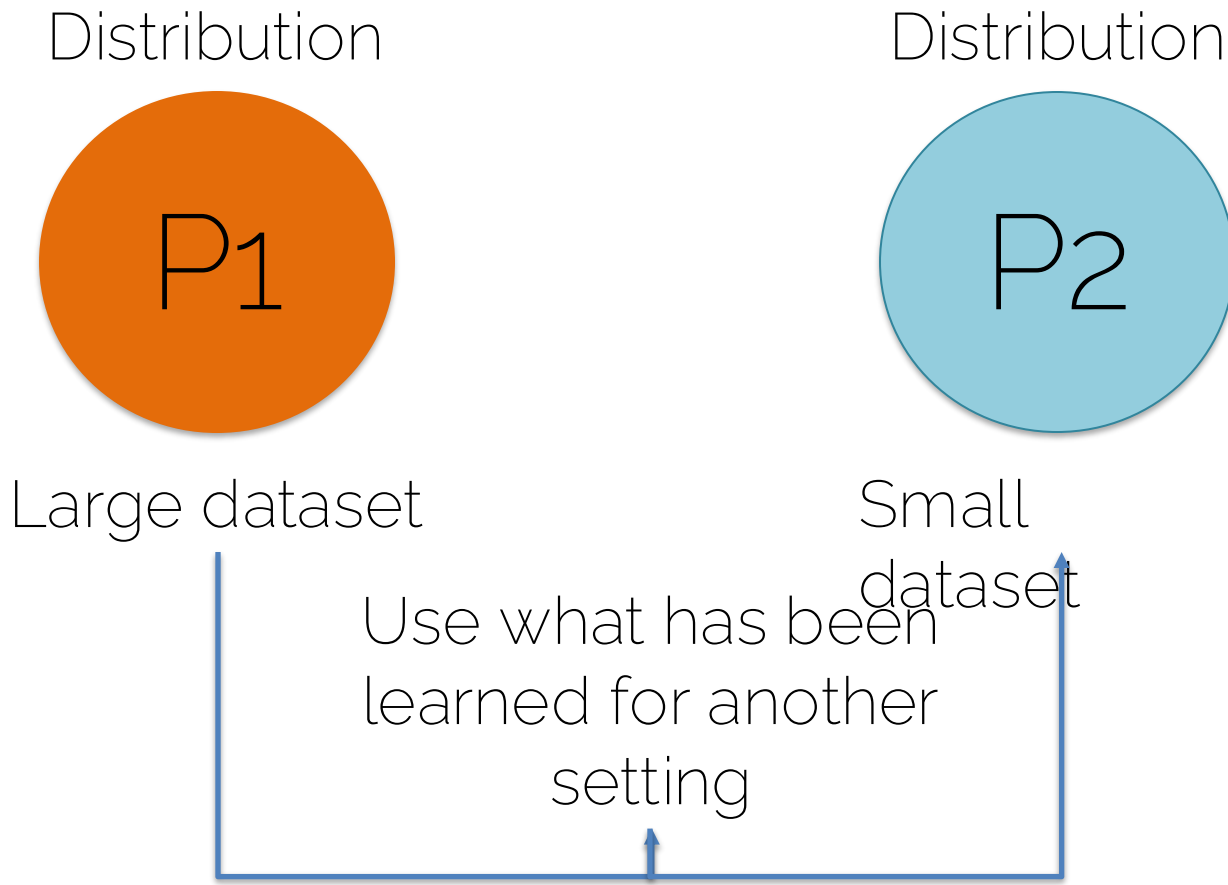 Distribution
Distribution
P1
P2
Large dataset
Small
dataset
Use what has been
learned for another
setting